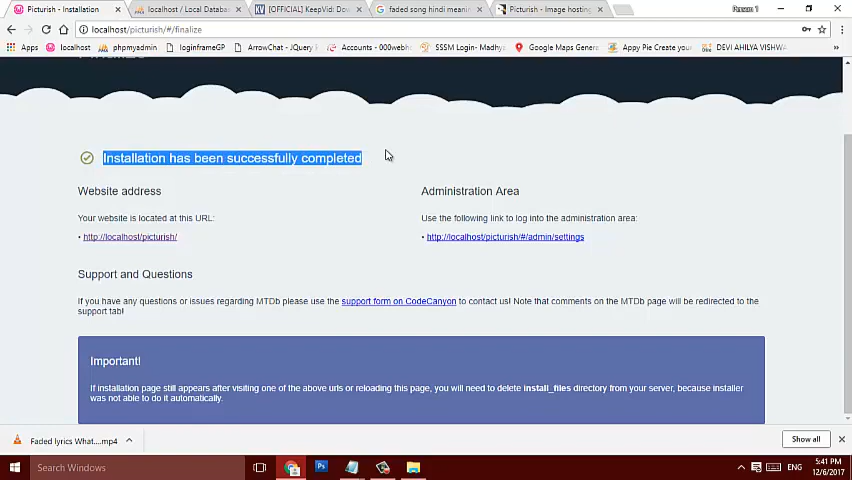 Picturish - Installation
localhost / Local Databa
[OFFICIAL] KeepVid: Dow
faded song hindi meanin
Picturish - Image hosting
Person 1
localhost/picturish/#/finalize
Apps
localhost
phpmyadmin
loginframeGP
ArrowChat - JQuery F
Accounts - 000webh
SSSM Login- Madhya
Google Maps Genera
Appy Pie Create your
DEVI AHILYA VISHWA
Installation has been successfully completed
Website address
Administration Area
Your website is located at this URL:
Use the following link to log into the administration area:
• http://localhost/picturish/
• http://localhost/picturish/#/admin/settings
Support and Questions
If you have any questions or issues regarding MTDb please use the support form on CodeCanyon to contact us! Note that comments on the MTDb page will be redirected to the
support tab!
Important!
If installation page still appears after visiting one of the above urls or reloading this page, you will need to delete install_files directory from your server, because installer
was not able to do it automatically.
Faded lyrics What....mp4
Show all
Search Windows
ENG
5:41 PM
12/6/2017